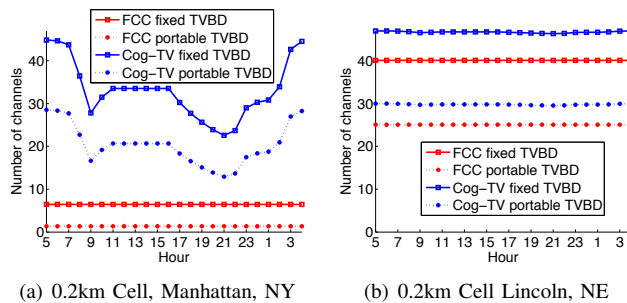 FCC fixed TVBD
FCC portable TVBD
Cog-TV fixed TVBD
Cog-TV portable TVBD
Number of channels
40
30
20
10
0
5 7 9 11 13 15 17 19 21 23 1 3
Hour
(a) 0.2km Cell, Manhattan, NY
Number of channels
40
30
20
10
0
FCC fixed TVBD
FCC portable TVBD
Cog-TV fixed TVBD
Cog-TV portable TVBD
5 7 9 11 13 15 17 19 21 23 1 3
Hour
(b) 0.2km Cell Lincoln, NE